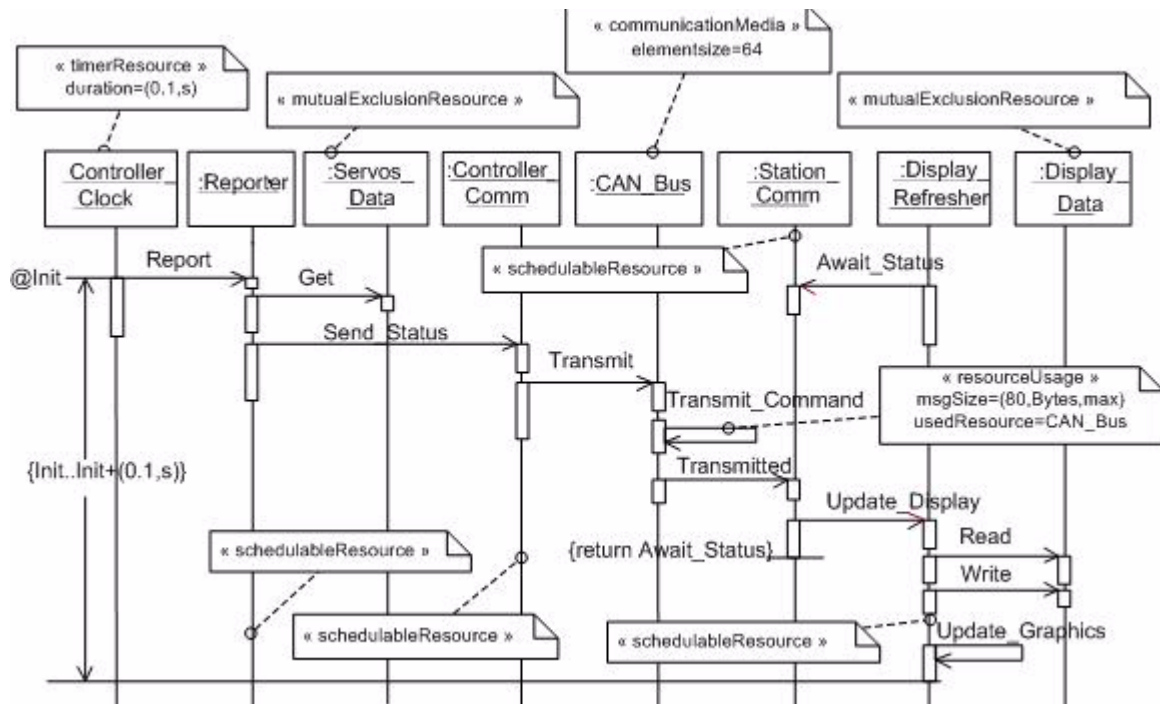 « communicationMedia »
elementsize=64
« timerResource »
duration=(0.1,s)
« mutualExclusionResource »
« mutualExclusionResource »
Controller_
Clock
:Reporter
:Servos_
Data
:Controller_
Comm
:CAN_Bus
:Station_
Comm
:Display_
Refresher
:Display_
Data
@Init
Report
Get
« schedulableResource »
Await_Status
Send_Status
Transmit
« resourceUsage »
msgSize=(80,Bytes,max}
usedResource=CAN_Bus
Transmit_Command
{Init..Init+(0.1,s)}
Transmitted
Update_Display
« schedulableResource »
{return Await_Status}
Read
Write
« schedulableResource »
« schedulableResource »
Update_Graphics